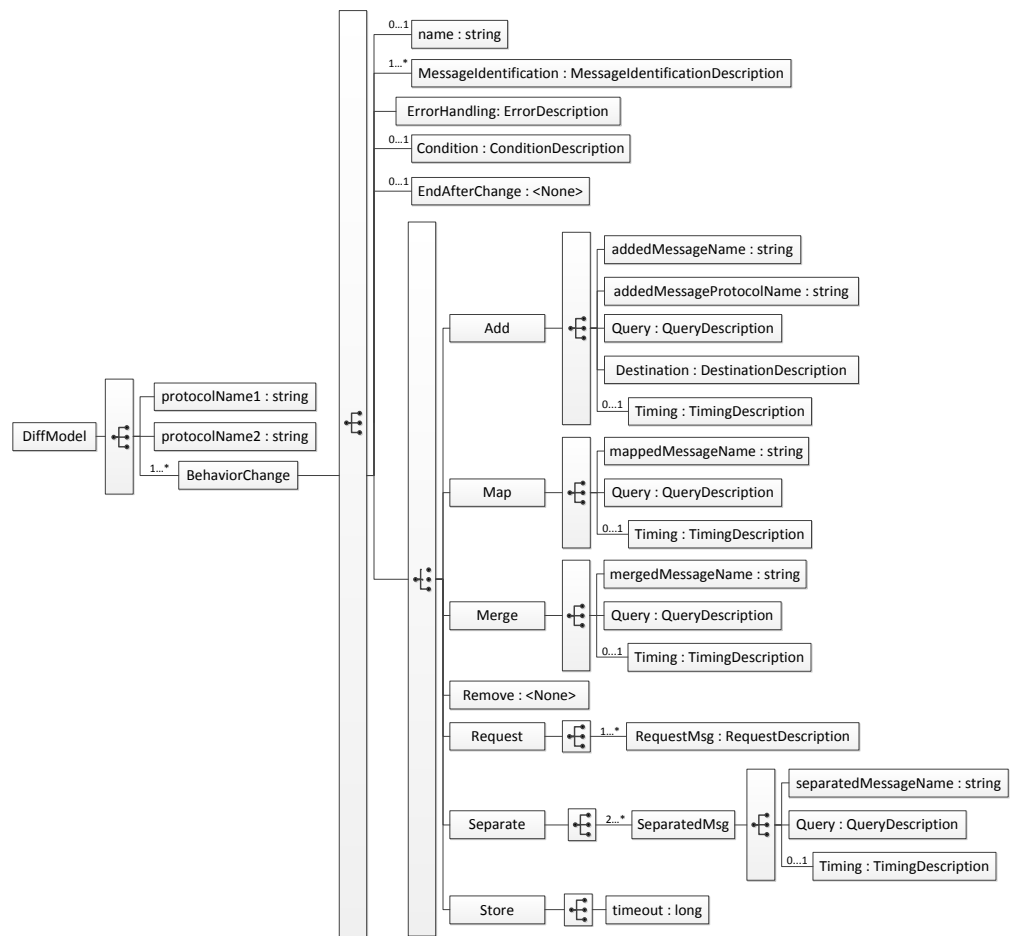 0...1
name : string
1...*
MessageIdentification : MessageIdentificationDescription
ErrorHandling: ErrorDescription
0...1
Condition : ConditionDescription
0...1
EndAfterChange : <None>
addedMessageName : string
addedMessageProtocolName : string
Add
Query : QueryDescription
Destination : DestinationDescription
0...1
Timing : TimingDescription
protocolName1 : string
DiffModel
protocolName2 : string
1...*
BehaviorChange
mappedMessageName : string
Map
Query : QueryDescription
0...1
Timing : TimingDescription
mergedMessageName : string
Merge
Query : QueryDescription
0...1
Timing : TimingDescription
Remove : <None>
Request
1...*
RequestMsg : RequestDescription
separatedMessageName : string
Separate
2...*
SeparatedMsg
Query : QueryDescription
0...1
Timing : TimingDescription
Store
timeout : long